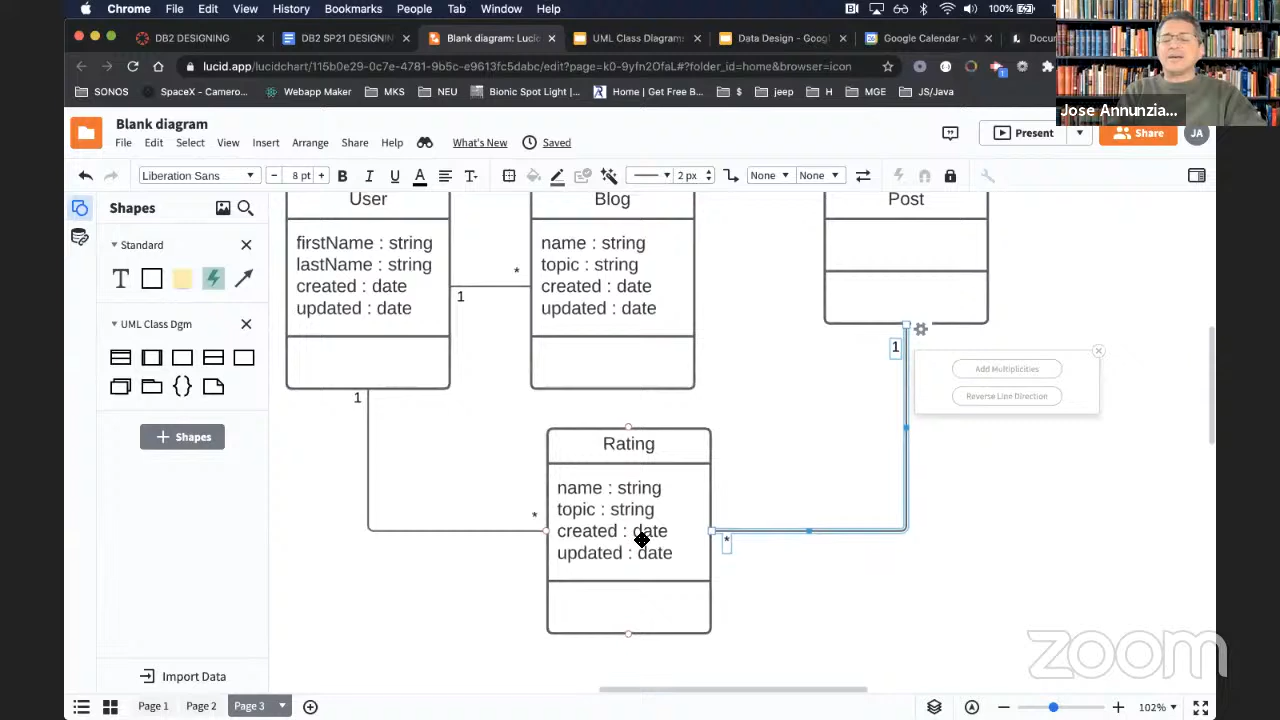 Chrome File Edit View History Bookmarks People Tab Window Help 100%
DB2 DESIGNING
DB2 SP21 DESIGN
Blank diagram: Lucid
UML Class Diagrams
Data Design - Googl
Google Calendar - W
Docum
lucid.app/lucidchart/115b0e29-
-4781-9b5c-
edit?page=k0-9yfn2OfaL#?folder_id=home&browser=icon
SONOS SpaceX - Camero... Webapp Maker MKS NEU Bionic Spot Light |... Home | Get Free B... $ jeep H MGE JS/Java
Jose Annunzia...
Blank diagram
File Edit Select View Insert Arrange Share Help What's New Saved
Present
Share
JA
Liberation Sans
− 8 pt +
B I U A T
2 px
None
None
Shapes
Standard
T
UML Class Dgm
{}
+ Shapes
Import Data
User
firstName : string
lastName : string
created : date
updated : date
1
*
Blog
name : string
topic : string
created : date
updated : date
Post
1
Add Multiplicities
Reverse Line Direction
1
*
Rating
name : string
topic : string
created : date
updated : date
*
zoom
Page 1
Page 2
Page 3
102%